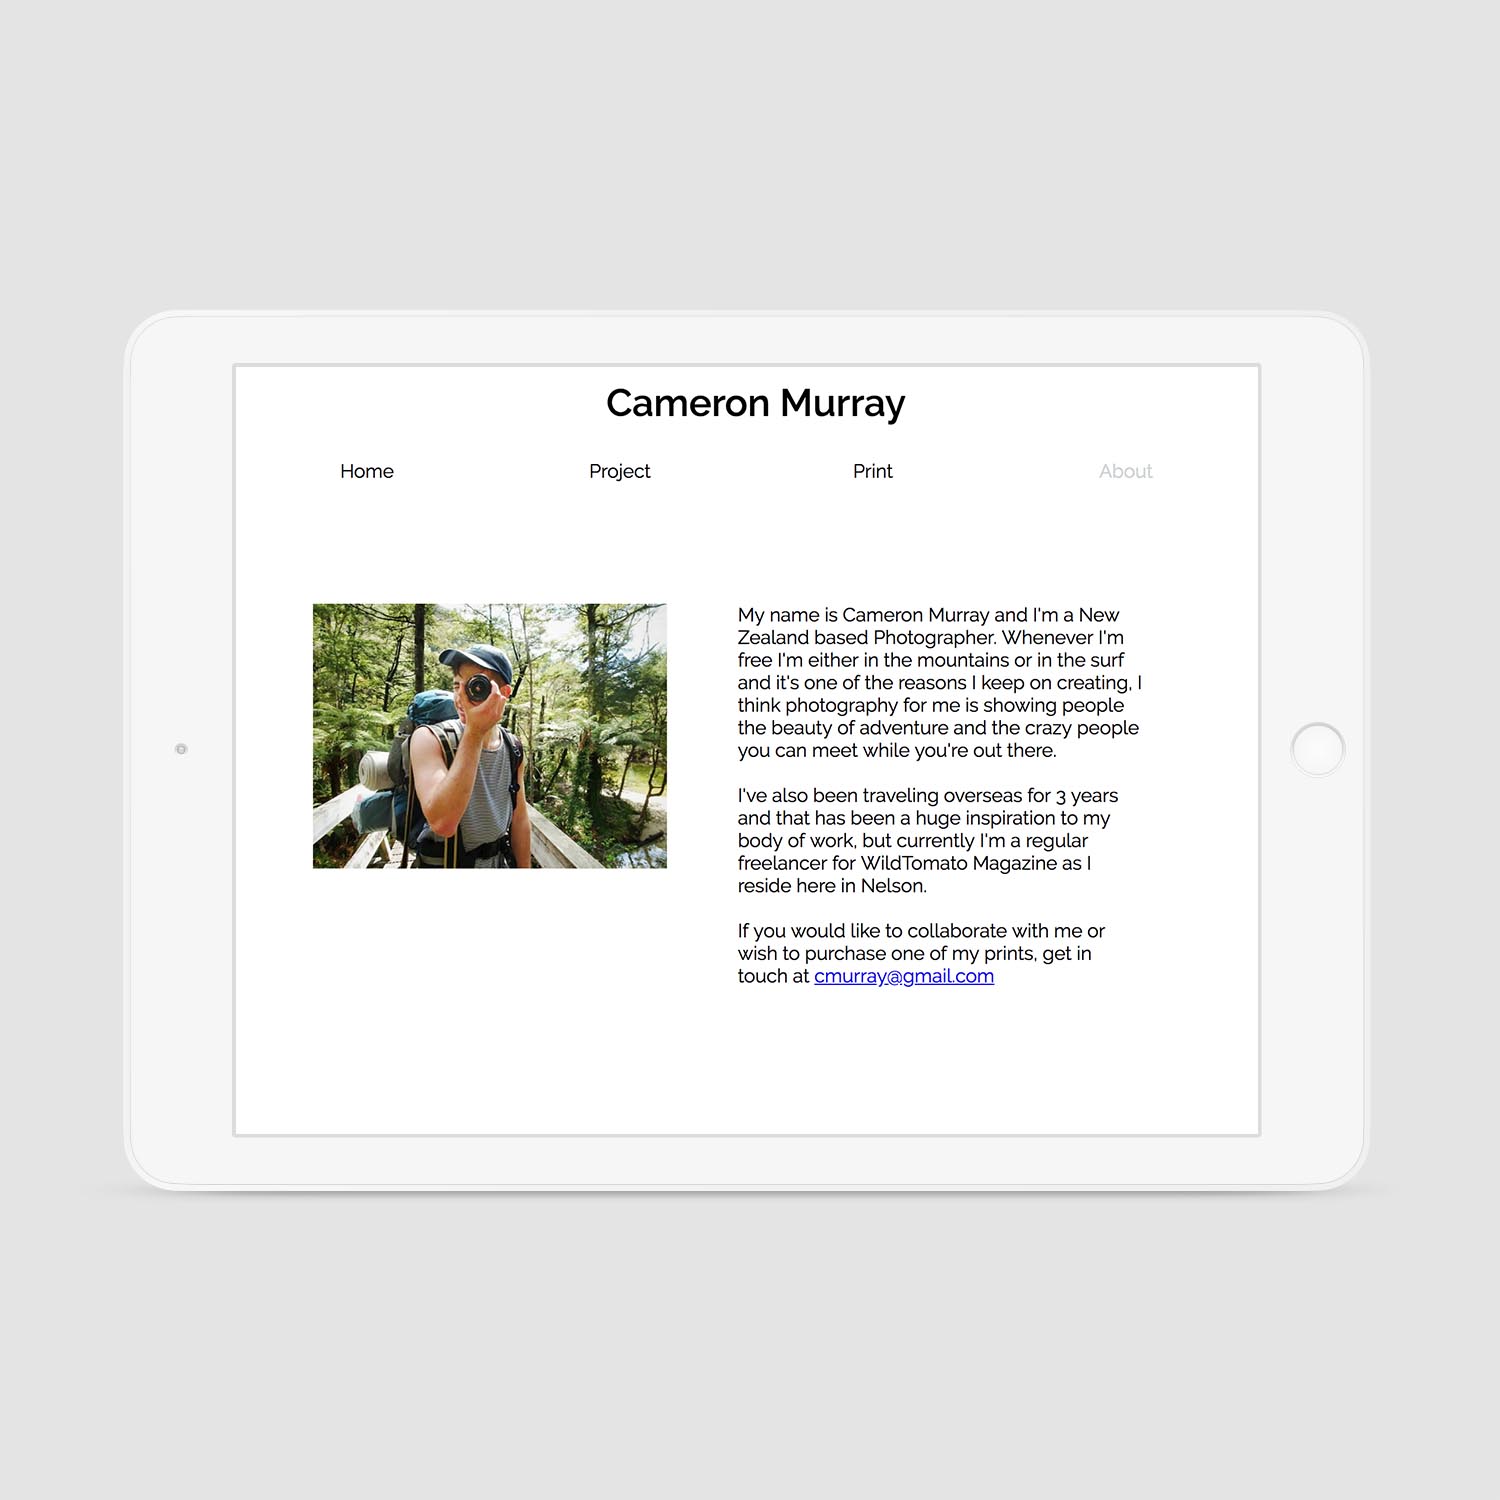 Cameron Murray
Home Project Print About
My name is Cameron Murray and I'm a New
Zealand based Photographer. Whenever I'm
free I'm either in the mountains or in the surf
and it's one of the reasons I keep on creating, I
think photography for me is showing people
the beauty of adventure and the crazy people
you can meet while you're out there.
I've also been traveling overseas for 3 years
and that has been a huge inspiration to my
body of work, but currently I'm a regular
freelancer for WildTomato Magazine as I
reside here in Nelson.
If you would like to collaborate with me or
wish to purchase one of my prints, get in
touch at cmurray@gmail.com